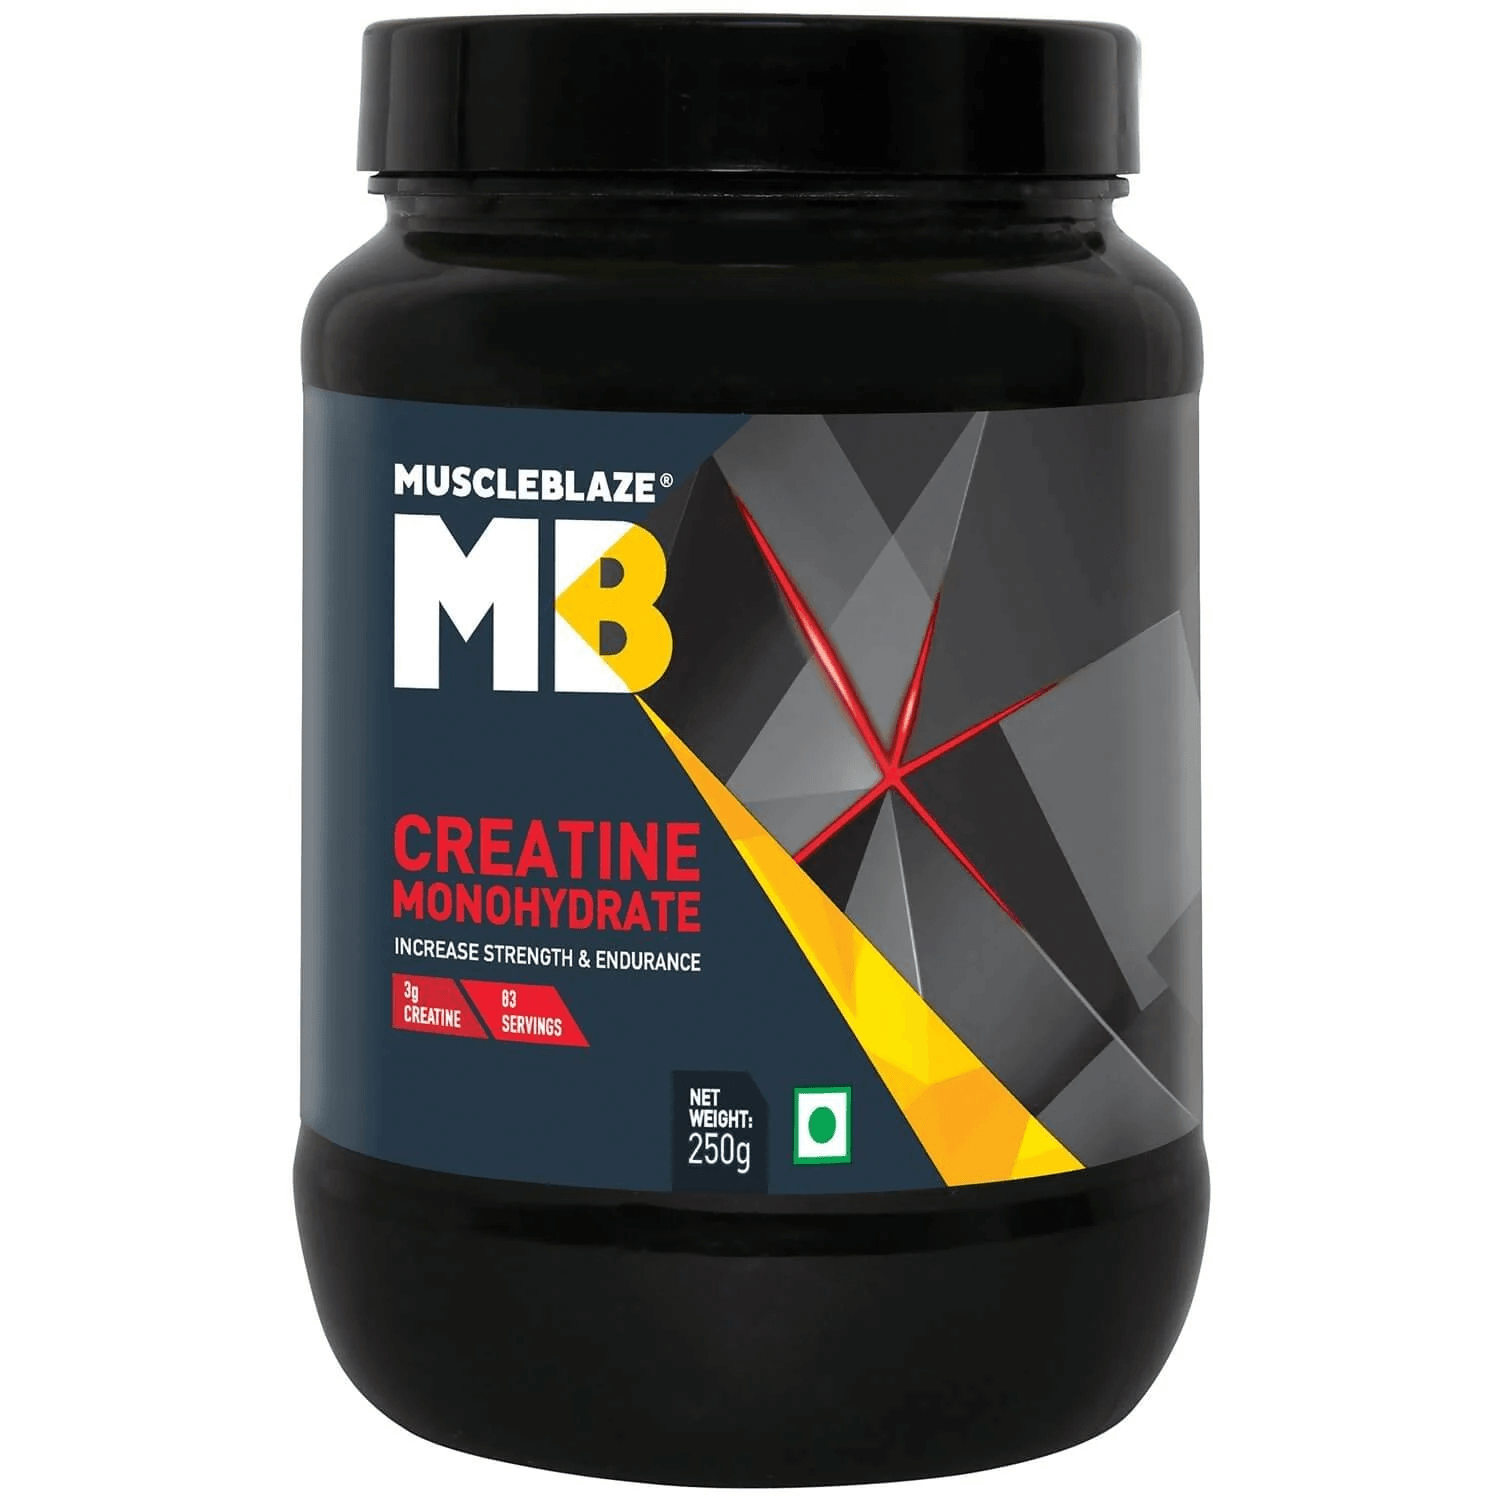 MUSCLEBLAZE®
MB
CREATINE
MONOHYDRATE
INCREASE STRENGTH & ENDURANCE
3g
CREATINE
83
SERVINGS
NET
WEIGHT:
250g